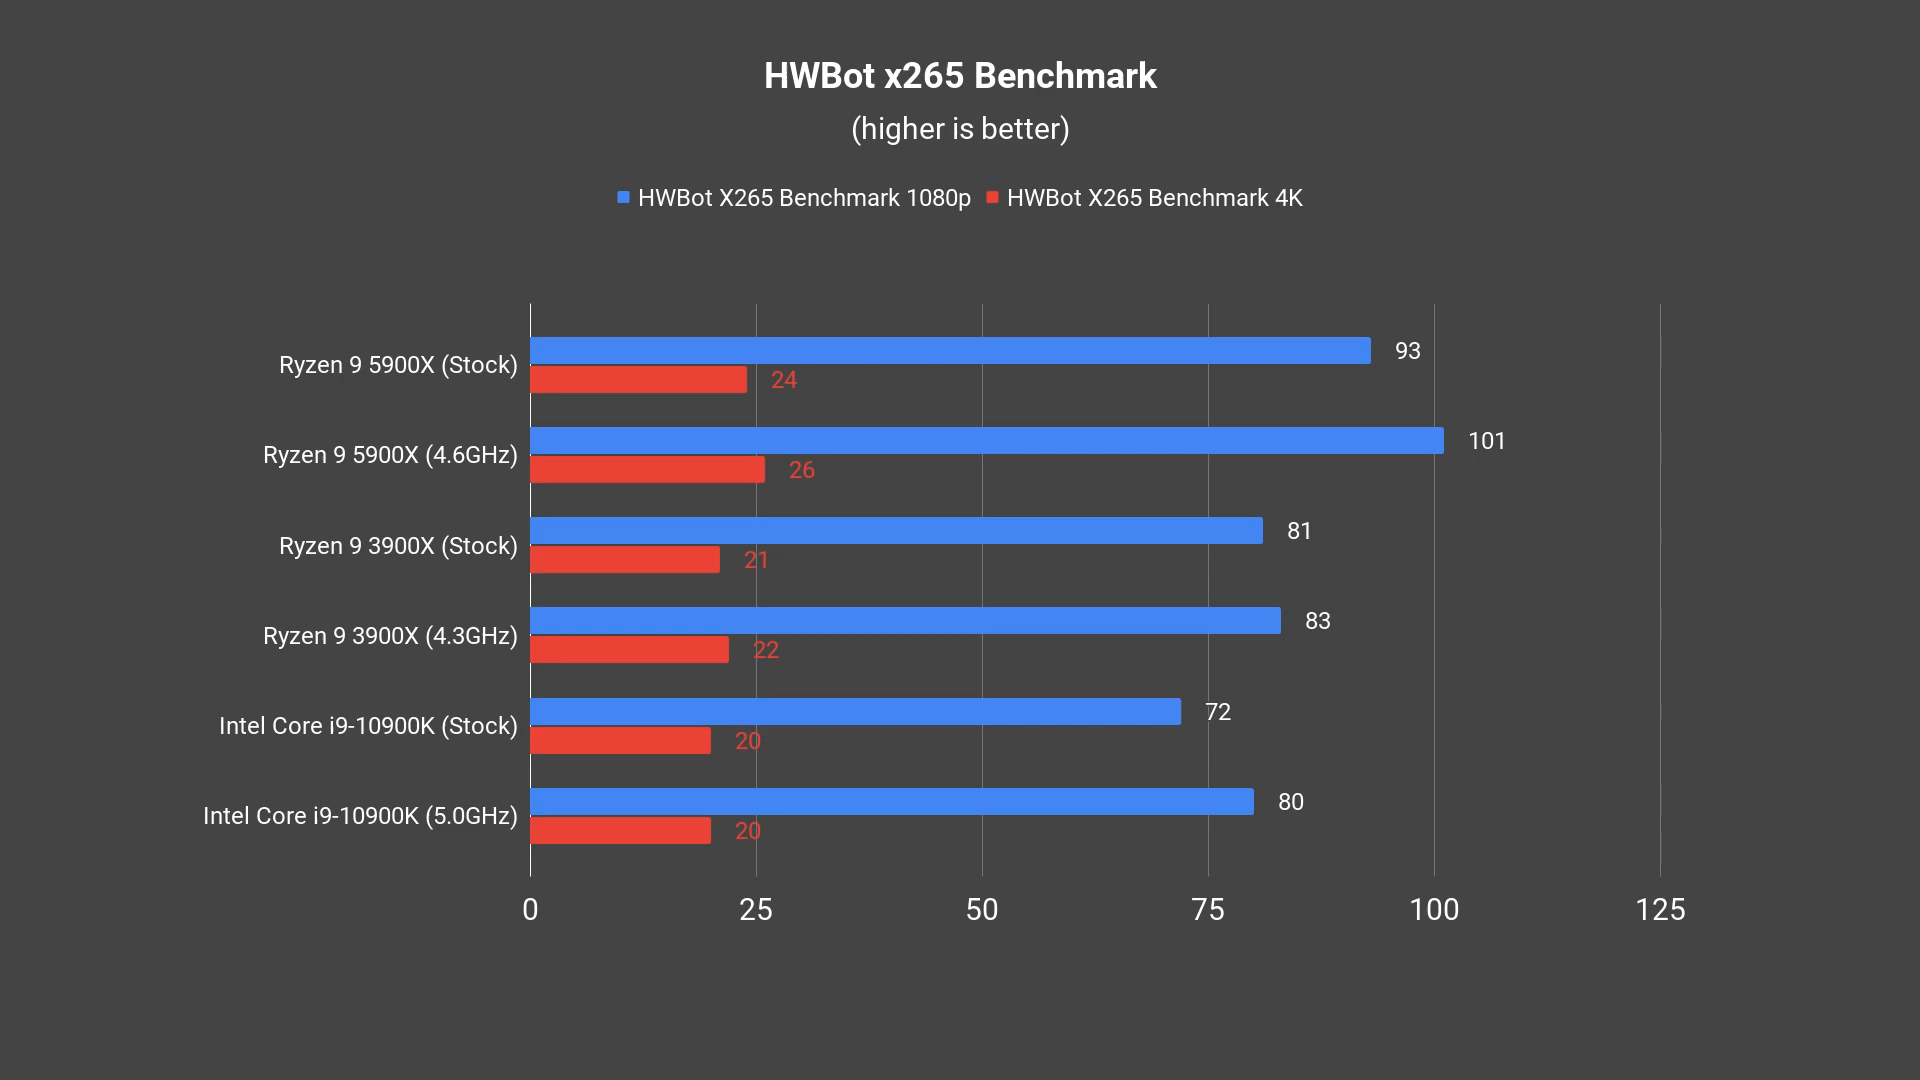 HWBot x265 Benchmark
(higher is better)
HWBot X265 Benchmark 1080p HWBot X265 Benchmark 4K
Ryzen 9 5900X (Stock) 93
24
Ryzen 9 5900X (4.6GHz) 101
26
Ryzen 9 3900X (Stock) 81
21
Ryzen 9 3900X (4.3GHz) 83
22
Intel Core i9-10900K (Stock) 72
20
Intel Core i9-10900K (5.0GHz) 80
20
0 25 50 75 100 125